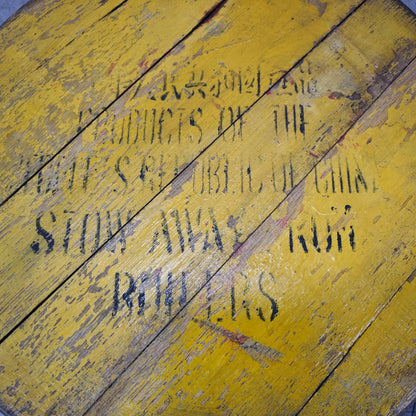 中华人民共和国产品
PRODUCTS OF THE
PEOPLE'S REPUBLIC OF CHINA
STOW AWAY FROM
BOILERS